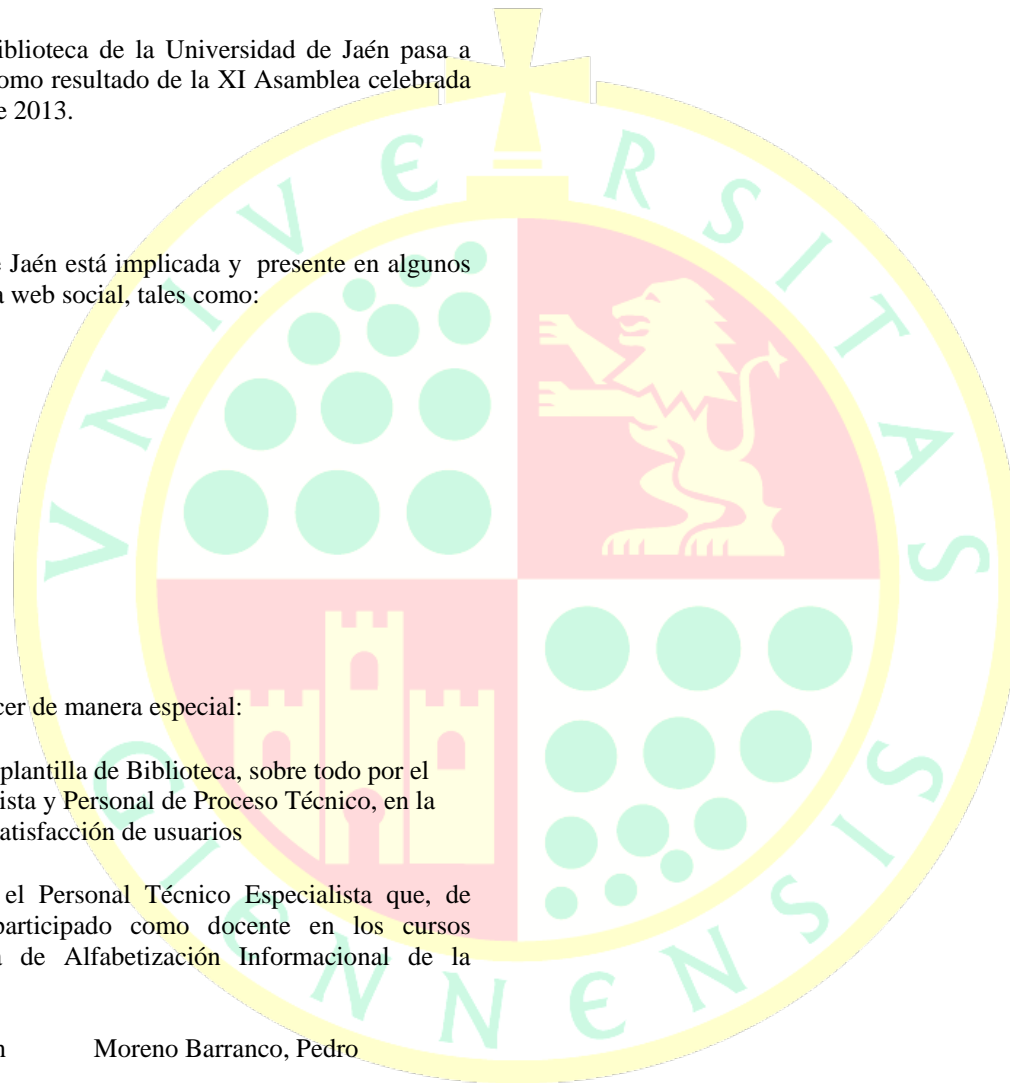 iblioteca de la Universidad de Jaén pasa a
omo resultado de la XI Asamblea celebrada
e 2013.
e Jaén está implicada y presente en algunos
a web social, tales como:
cer de manera especial:
plantilla de Biblioteca, sobre todo por el
ista y Personal de Proceso Técnico, en la
atisfacción de usuarios
el Personal Técnico Especialista que, de
participado como docente en los cursos
a de Alfabetización Informacional de la
n Moreno Barranco, Pedro
VNIVERSITAS GIENNENSIS